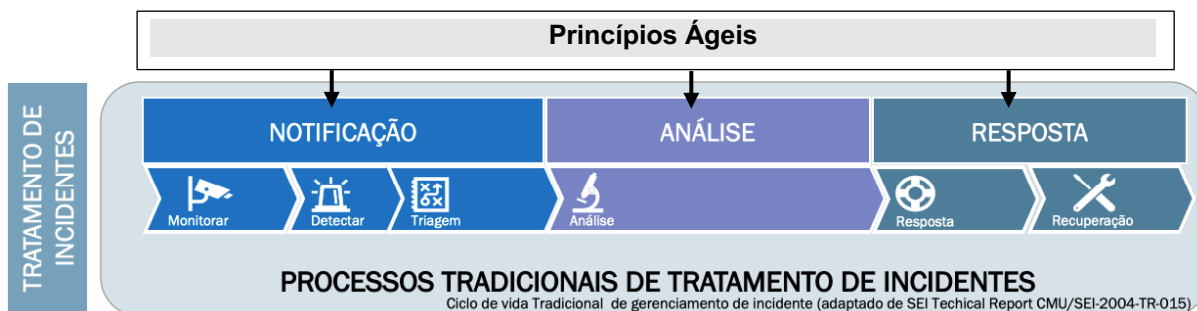 Princípios Ágeis
TRATAMENTO DE
INCIDENTES
NOTIFICAÇÃO
ANÁLISE
RESPOSTA
Monitorar
Detectar
Triagem
Análise
Resposta
Recuperação
PROCESSOS TRADICIONAIS DE TRATAMENTO DE INCIDENTES
Ciclo de vida Tradicional de gerenciamento de incidente (adaptado de SEI Techical Report CMU/SEI-2004-TR-015)